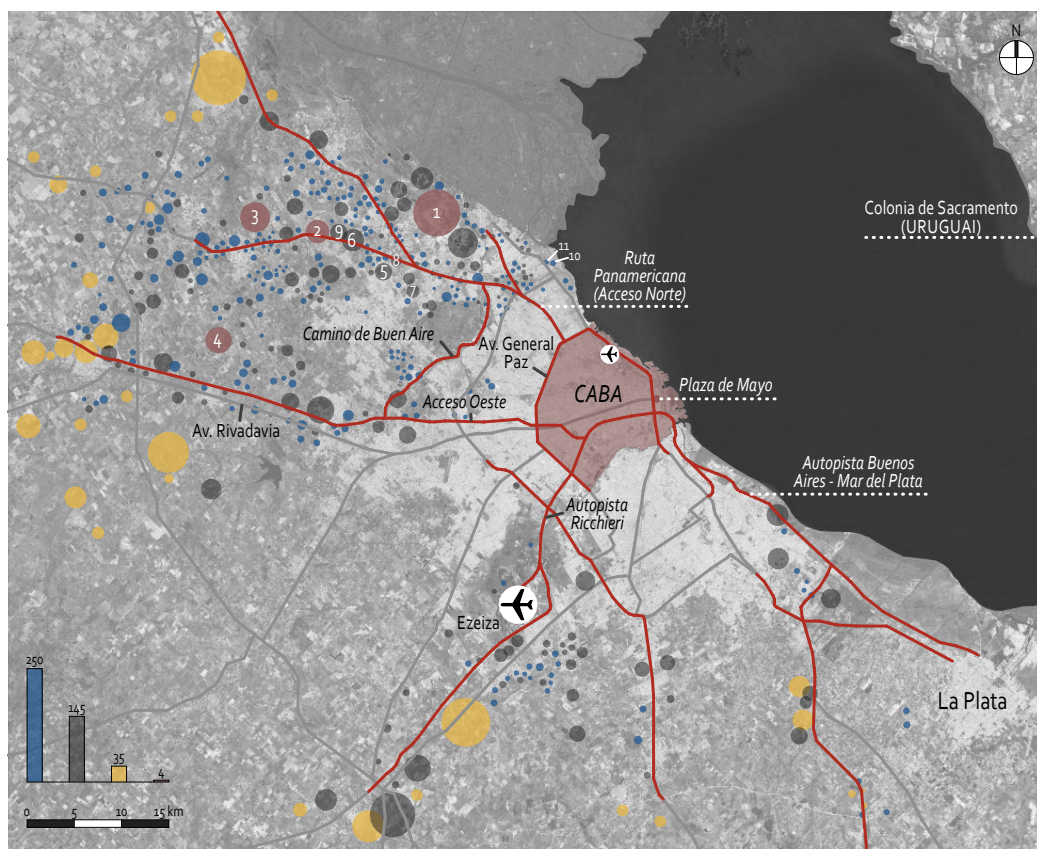 N
Colonia de Sacramento
(URUGUAI)
3
1
2
9
6
8
5
7
11
10
Ruta
Panamericana
(Acceso Norte)
4
Camino de Buen Aire
Av. General
Paz
CABA
Plaza de Mayo
Acceso Oeste
Av. Rivadavia
Autopista Buenos
Aires - Mar del Plata
Autopista
Ricchieri
Ezeiza
La Plata
250
145
35
4
0 5 10 15 km